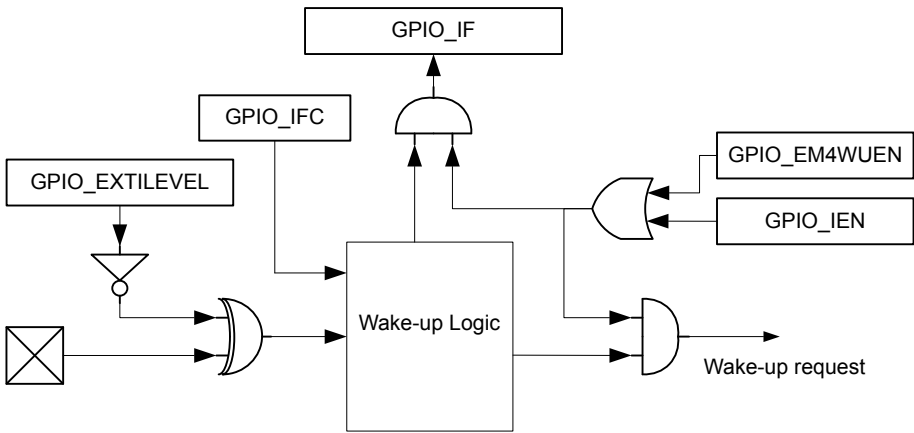 GPIO_IF
GPIO_IFC
GPIO_EM4WUEN
GPIO_EXTILEVEL
GPIO_IEN
Wake-up Logic
Wake-up request